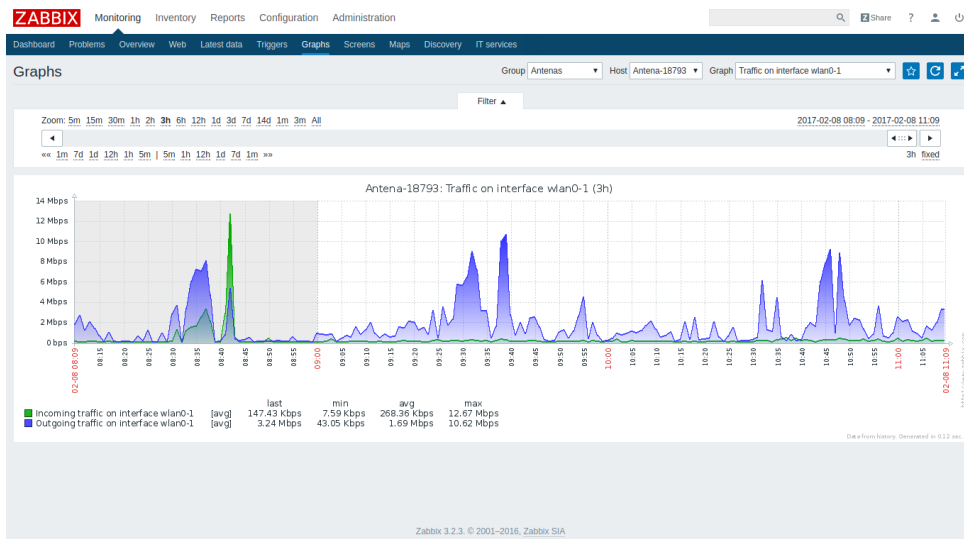 ZABBIX Monitoring Inventory Reports Configuration Administration Z Share ?
Dashboard Problems Overview Web Latest data Triggers Graphs Screens Maps Discovery IT services
Graphs Group Antenas Host Antena-18793 Graph Traffic on interface wlan0-1
Filter
Zoom: 5m 15m 30m 1h 2h 3h 6h 12h 1d 3d 7d 14d 1m 3m All 2017-02-08 08:09 - 2017-02-08 11:09
«« 1m 7d 1d 12h 1h 5m | 5m 1h 12h 1d 7d 1m »» 3h fixed
Antena-18793: Traffic on interface wlan0-1 (3h)
14 Mbps
12 Mbps
10 Mbps
8 Mbps
6 Mbps
4 Mbps
2 Mbps
0 bps
02-08 08:09 08:15 08:20 08:25 08:30 08:35 08:40 08:45 08:50 08:55 09:00 09:05 09:10 09:15 09:20 09:25 09:30 09:35 09:40 09:45 09:50 09:55 10:00 10:05 10:10 10:15 10:20 10:25 10:30 10:35 10:40 10:45 10:50 10:55 11:00 11:05 02-08 11:09
last min avg max
Incoming traffic on interface wlan0-1 [avg] 147.43 Kbps 7.59 Kbps 268.36 Kbps 12.67 Mbps
Outgoing traffic on interface wlan0-1 [avg] 3.24 Mbps 43.05 Kbps 1.69 Mbps 10.62 Mbps
Data from history. Generated in 0.12 sec.
Zabbix 3.2.3. © 2001–2016, Zabbix SIA